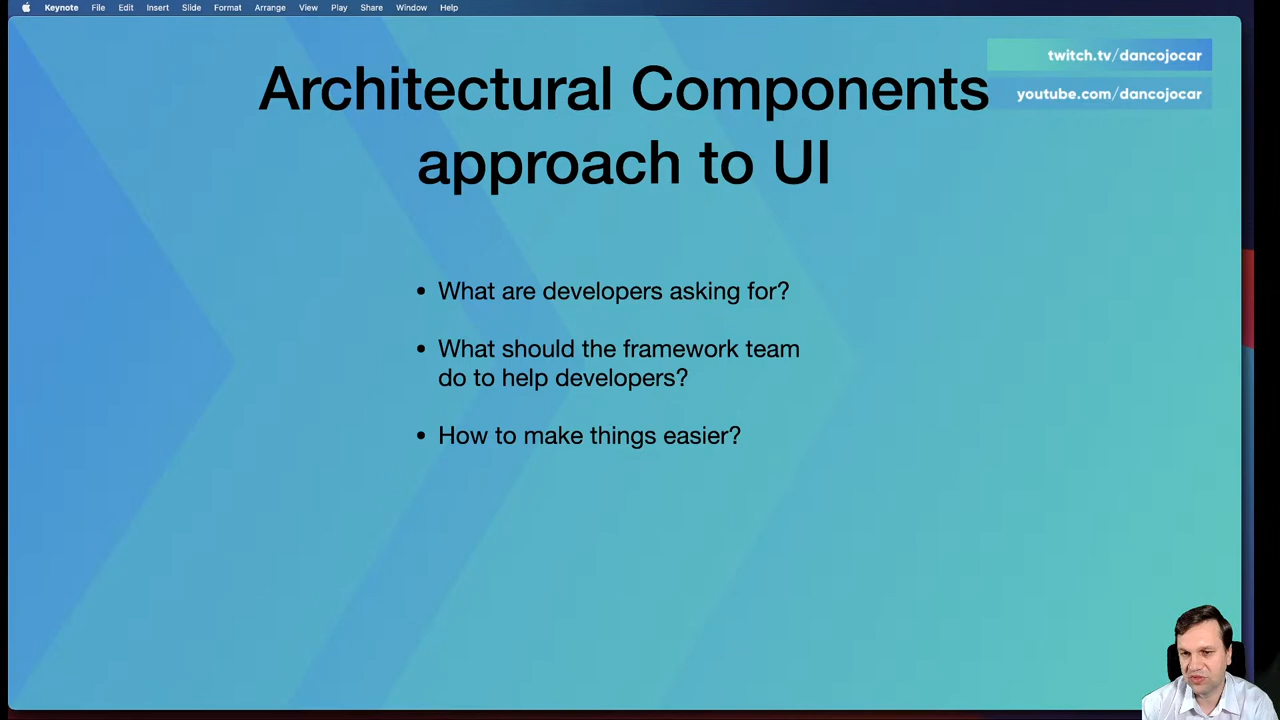 Keynote File Edit Insert Slide Format Arrange View Play Share Window Help
twitch.tv/dancojocar
youtube.com/dancojocar
Architectural Components
approach to UI
• What are developers asking for?
• What should the framework team
do to help developers?
• How to make things easier?